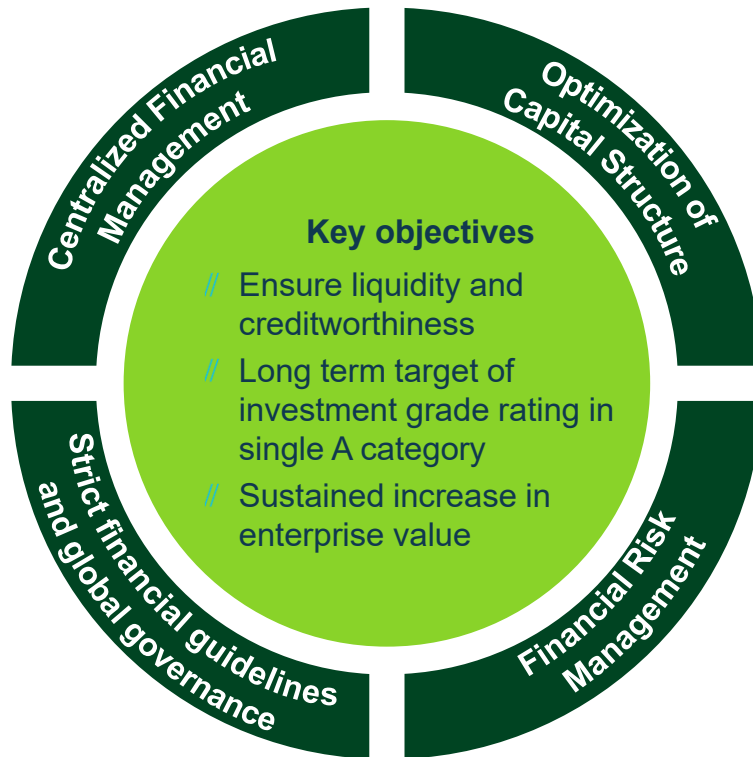 Centralized Financial
Management
Optimization of
Capital Structure
Key objectives
// Ensure liquidity and
creditworthiness
// Long term target of
investment grade rating in
single A category
// Sustained increase in
enterprise value
Strict financial guidelines
and global governance
Financial Risk
Management